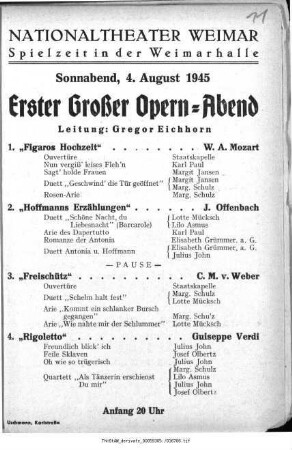 71
NATIONALTHEATER WEIMAR
Spielzeit in der Weimarhalle
Sonnabend, 4. August 1945
Erster Großer Opern-Abend
Leitung: Gregor Eichhorn
1. „Figaros Hochzeit" . . . . . . . W. A. Mozart
Ouvertüre Staatskapelle
Nun vergiß' leises Fleh'n Karl Paul
Sagt' holde Frauen Margit Jansen
Duett „Geschwind' die Tür geöffnet" { Margit Jansen
Marg. Schulz
Rosen-Arie Marg. Schulz
2. „Hoffmanns Erzählungen" . . . J. Offenbach
Duett „Schöne Nacht, du
Liebesnacht" (Barcarole) { Lotte Mücksch
Lilo Asmus
Arie des Dapertutto Karl Paul
Romanze der Antonia Elisabeth Grümmer, a. G.
Duett Antonia u. Hoffmann { Elisabeth Grümmer, a. G.
Julius John
— PAUSE —
3. „Freischütz" . . . . . . . C. M. v. Weber
Ouvertüre Staatskapelle
Duett „Schelm halt fest" { Marg. Schulz
Lotte Mücksch
Arie „Kommt ein schlanker Bursch
gegangen" Marg. Schulz
Arie „Wie nahte mir der Schlummer" Lotte Mücksch
4. „Rigoletto" . . . . . . . Guiseppe Verdi
Freundlich blick' ich Julius John
Feile Sklaven Josef Olbertz
Oh wie so trügerisch Julius John
Quartett „Als Tänzerin erschienst
Du mir" { Marg. Schulz
Lilo Asmus
Julius John
Josef Olbertz
Anfang 20 Uhr
Uschmann, Karlstraße